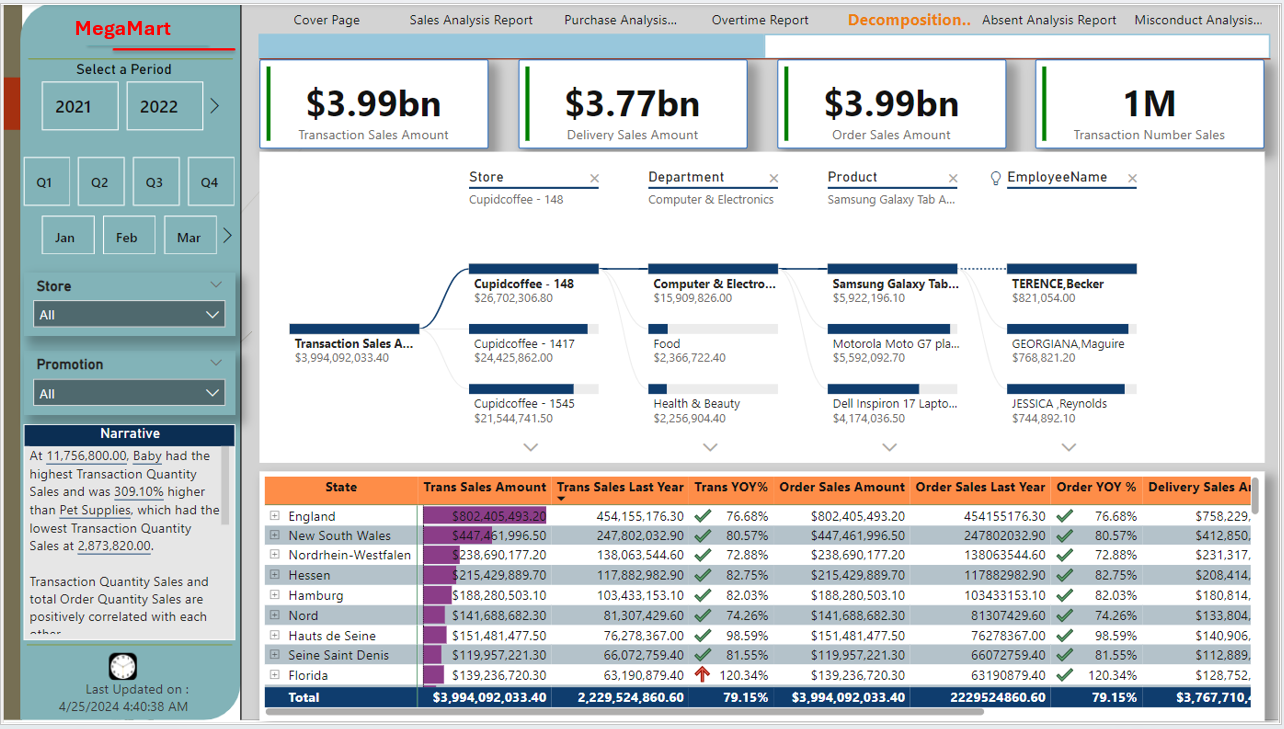 MegaMart
Select a Period
2021 2022
Q1 Q2 Q3 Q4
Jan Feb Mar
Store
All
Promotion
All
Narrative
At 11,756,800.00, Baby had the
highest Transaction Quantity
Sales and was 309.10% higher
than Pet Supplies, which had the
lowest Transaction Quantity
Sales at 2,873,820.00.
Transaction Quantity Sales and
total Order Quantity Sales are
positively correlated with each
other
Last Updated on :
4/25/2024 4:40:38 AM
Cover Page Sales Analysis Report Purchase Analysis... Overtime Report Decomposition.. Absent Analysis Report Misconduct Analysis...
$3.99bn
Transaction Sales Amount
$3.77bn
Delivery Sales Amount
$3.99bn
Order Sales Amount
1M
Transaction Number Sales
Store Department Product EmployeeName
Cupidcoffee - 148 Computer & Electronics Samsung Galaxy Tab A...
Transaction Sales A...
$3,994,092,033.40
Cupidcoffee - 148
$26,702,306.80
Cupidcoffee - 1417
$24,425,862.00
Cupidcoffee - 1545
$21,544,741.50
Computer & Electro...
$15,909,826.00
Food
$2,366,722.40
Health & Beauty
$2,256,904.40
Samsung Galaxy Tab...
$5,922,196.10
Motorola Moto G7 pla...
$5,592,092.70
Dell Inspiron 17 Lapto...
$4,174,036.50
TERENCE,Becker
$821,054.00
GEORGIANA,Maguire
$768,821.20
JESSICA ,Reynolds
$744,892.10
State Trans Sales Amount Trans Sales Last Year Trans YOY% Order Sales Amount Order Sales Last Year Order YOY % Delivery Sales Ar
England $802,405,493.20 454,155,176.30 76.68% $802,405,493.20 454155176.30 76.68% $758,229,
New South Wales $447,461,996.50 247,802,032.90 80.57% $447,461,996.50 247802032.90 80.57% $412,850,
Nordrhein-Westfalen $238,690,177.20 138,063,544.60 72.88% $238,690,177.20 138063544.60 72.88% $231,317,
Hessen $215,429,889.70 117,882,982.90 82.75% $215,429,889.70 117882982.90 82.75% $208,414,
Hamburg $188,280,503.10 103,433,153.10 82.03% $188,280,503.10 103433153.10 82.03% $180,814,
Nord $141,688,682.30 81,307,429.60 74.26% $141,688,682.30 81307429.60 74.26% $133,804,
Hauts de Seine $151,481,477.50 76,278,367.00 98.59% $151,481,477.50 76278367.00 98.59% $140,906,
Seine Saint Denis $119,957,221.30 66,072,759.40 81.55% $119,957,221.30 66072759.40 81.55% $112,889,
Florida $139,236,720.30 63,190,879.40 120.34% $139,236,720.30 63190879.40 120.34% $128,752,
Total $3,994,092,033.40 2,229,524,860.60 79.15% $3,994,092,033.40 2229524860.60 79.15% $3,767,710,4